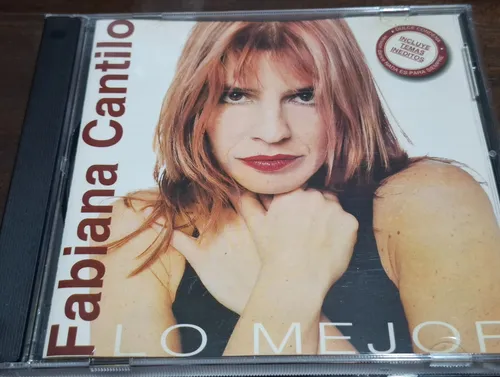 Fabiana Cantilo
INCLUYE
TEMAS
INEDITOS
LO MEJOR